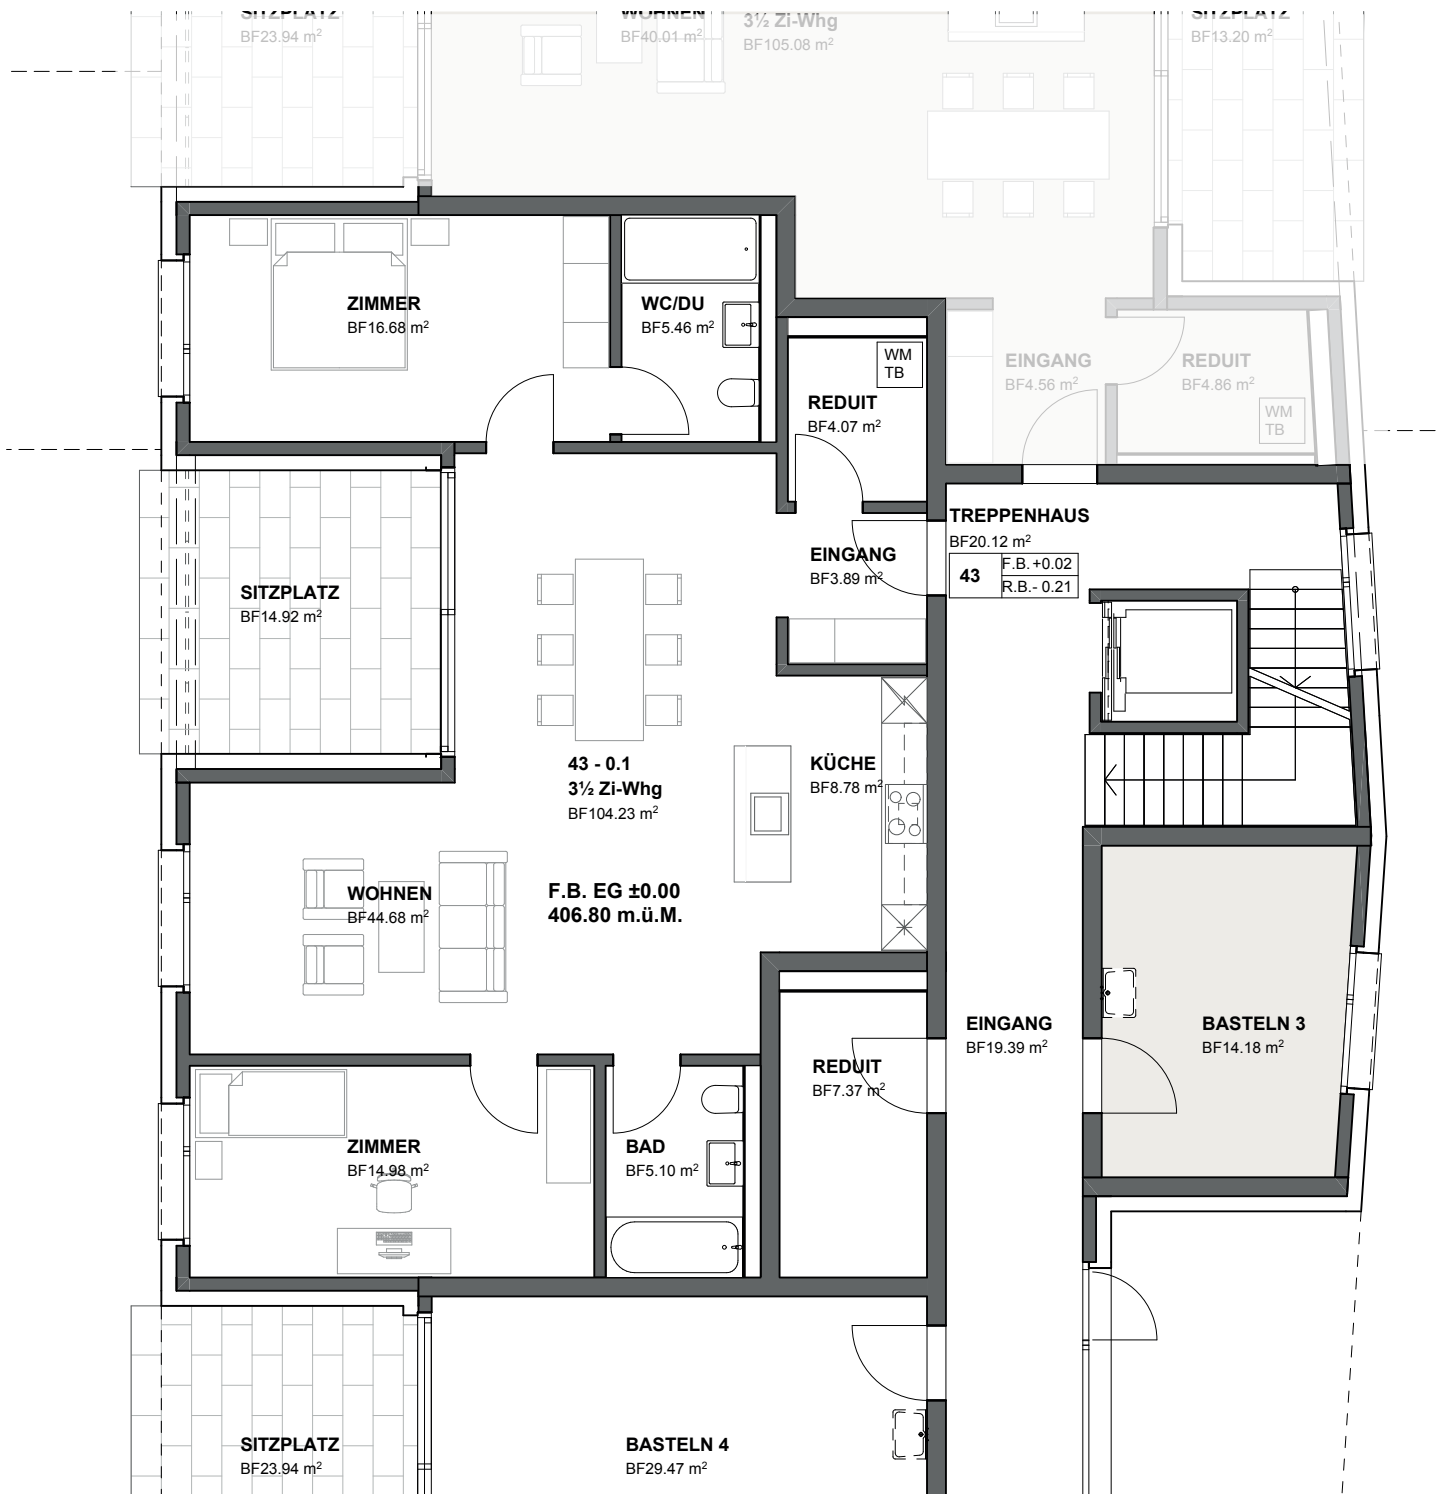 SITZPLATZ
BF23.94 m²
WOHNEN
BF40.01 m²
3½ Zi-Whg
BF105.08 m²
SITZPLATZ
BF13.20 m²
ZIMMER
BF16.68 m²
WC/DU
BF5.46 m²
WM
TB
REDUIT
BF4.07 m²
EINGANG
BF4.56 m²
REDUIT
BF4.86 m²
WM
TB
TREPPENHAUS
BF20.12 m²
43
F.B. +0.02
R.B.- 0.21
EINGANG
BF3.89 m²
SITZPLATZ
BF14.92 m²
43 - 0.1
3½ Zi-Whg
BF104.23 m²
KÜCHE
BF8.78 m²
WOHNEN
BF44.68 m²
F.B. EG ±0.00
406.80 m.ü.M.
EINGANG
BF19.39 m²
BASTELN 3
BF14.18 m²
REDUIT
BF7.37 m²
ZIMMER
BF14.98 m²
BAD
BF5.10 m²
SITZPLATZ
BF23.94 m²
BASTELN 4
BF29.47 m²